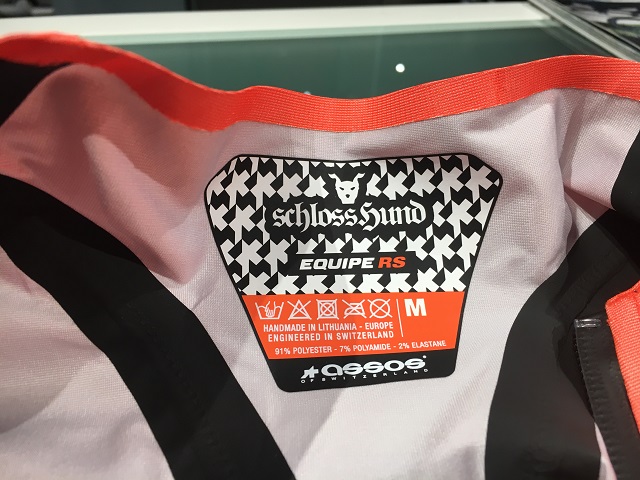 schlossHund
EQUIPE RS
M
HANDMADE IN LITHUANIA - EUROPE
ENGINEERED IN SWITZERLAND
91% POLYESTER - 7% POLYAMIDE - 2% ELASTANE
assos®
OF SWITZERLAND